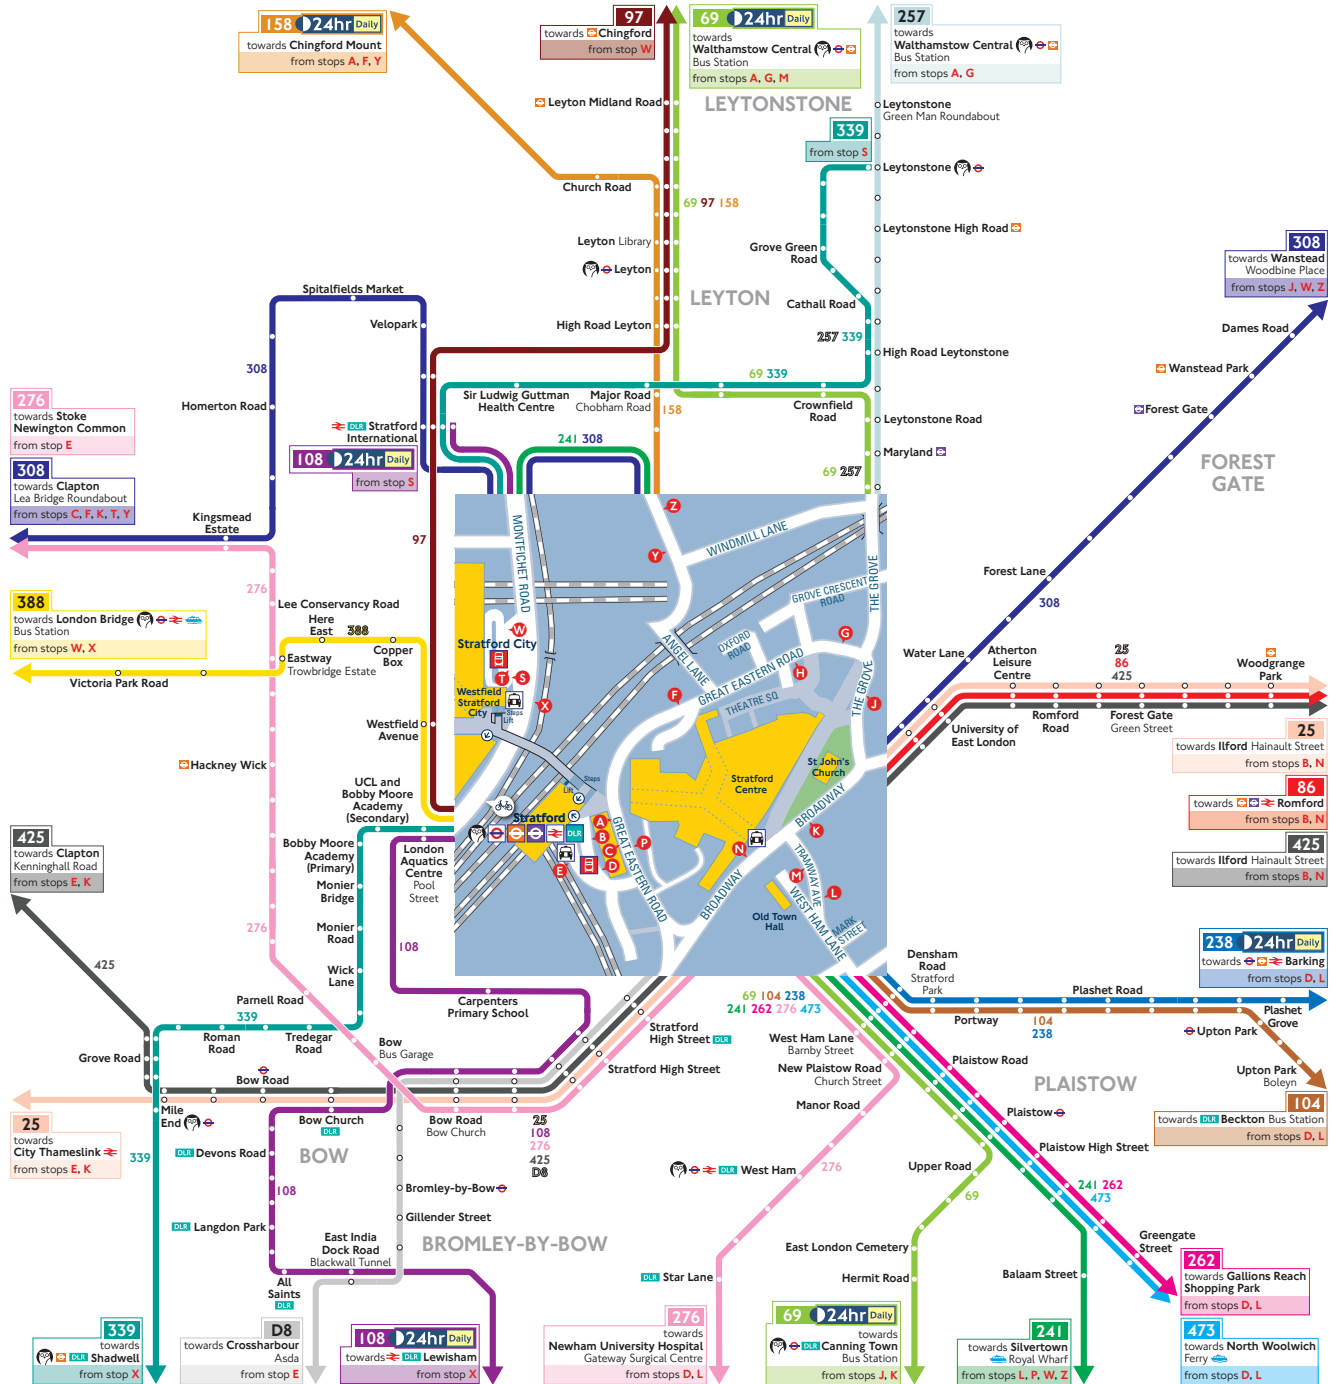 158 24hr Daily
towards Chingford Mount
from stops A, F, Y
97
towards Chingford
from stop W
69 24hr Daily
towards
Walthamstow Central
Bus Station
from stops A, G, M
257
towards
Walthamstow Central
Bus Station
from stops A, G
LEYTONSTONE
Leyton Midland Road
Leytonstone
Green Man Roundabout
339
from stop S
Leytonstone
Church Road
69 97 158
Leyton Library
Leytonstone High Road
Grove Green
Road
Leyton
LEYTON
308
towards Wanstead
Woodbine Place
from stops J, W, Z
Spitalfields Market
Velopark
Cathall Road
High Road Leyton
257 339
Dames Road
High Road Leytonstone
308
69 339
Wanstead Park
276
towards Stoke
Newington Common
from stop E
Homerton Road
Sir Ludwig Guttman
Health Centre
Major Road
Chobham Road
158
Crownfield
Road
Forest Gate
Leytonstone Road
DLR Stratford
International
241 308
Maryland
108 24hr Daily
from stop S
69 257
FOREST
GATE
308
towards Clapton
Lea Bridge Roundabout
from stops C, F, K, T, Y
Kingsmead
Estate
97
276
MONTFICHET ROAD
Z
Y
WINDMILL LANE
THE GROVE
GROVE CRESCENT
ROAD
Forest Lane
308
388
towards London Bridge
Bus Station
from stops W, X
Lee Conservancy Road
Here
East
388
Copper
Box
Eastway
Trowbridge Estate
Victoria Park Road
W
Stratford City
T
S
Westfield
Stratford
City
Steps
Lift
X
ANGEL LANE
OXFORD
ROAD
G
GREAT EASTERN ROAD
H
F
THEATRE SQ
THE GROVE
J
Water Lane
Atherton
Leisure
Centre
25
86
425
Woodgrange
Park
University of
East London
Romford
Road
Forest Gate
Green Street
25
towards Ilford Hainault Street
from stops B, N
86
towards Romford
from stops B, N
425
towards Ilford Hainault Street
from stops B, N
Westfield
Avenue
Hackney Wick
UCL and
Bobby Moore
Academy
(Secondary)
Steps
Lift
Stratford
DLR
Stratford
Centre
St John's
Church
BROADWAY
A
B
C
D
E
P
GREAT EASTERN ROAD
K
N
M
L
TRAMWAY AVE
WEST HAM LANE
MARK
STREET
BROADWAY
Old Town
Hall
425
towards Clapton
Kenninghall Road
from stops E, K
Bobby Moore
Academy
(Primary)
London
Aquatics
Centre
Pool
Street
Monier
Bridge
Monier
Road
276
108
425
Wick
Lane
Parnell Road
339
Roman
Road
Tredegar
Road
Grove Road
Carpenters
Primary School
Bow
Bus Garage
Stratford
High Street DLR
Stratford High Street
69 104 238
241 262 276 473
Densham
Road
Stratford
Park
Plashet Road
238 24hr Daily
towards Barking
from stops D, L
Plashet
Grove
Portway
104
238
Upton Park
Upton Park
Boleyn
104
towards DLR Beckton Bus Station
from stops D, L
West Ham Lane
Barnby Street
New Plaistow Road
Church Street
Manor Road
Plaistow Road
PLAISTOW
Plaistow
Plaistow High Street
Bow Road
25
towards
City Thameslink
from stops E, K
Mile
End
339
Bow Church
DLR
BOW
Bow Road
Bow Church
25
108
276
425
D8
DLR Devons Road
108
Bromley-by-Bow
Gillender Street
DLR Langdon Park
East India
Dock Road
Blackwall Tunnel
BROMLEY-BY-BOW
All
Saints
DLR
DLR West Ham
276
Upper Road
69
241 262
473
Greengate
Street
East London Cemetery
DLR Star Lane
Hermit Road
Balaam Street
262
towards Gallions Reach
Shopping Park
from stops D, L
339
towards
DLR Shadwell
from stop X
D8
towards Crossharbour
Asda
from stop E
108 24hr Daily
towards DLR Lewisham
from stop X
276
towards
Newham University Hospital
Gateway Surgical Centre
from stops D, L
69 24hr Daily
towards
DLR Canning Town
Bus Station
from stops J, K
241
towards Silvertown
Royal Wharf
from stops L, P, W, Z
473
towards North Woolwich
Ferry
from stops D, L